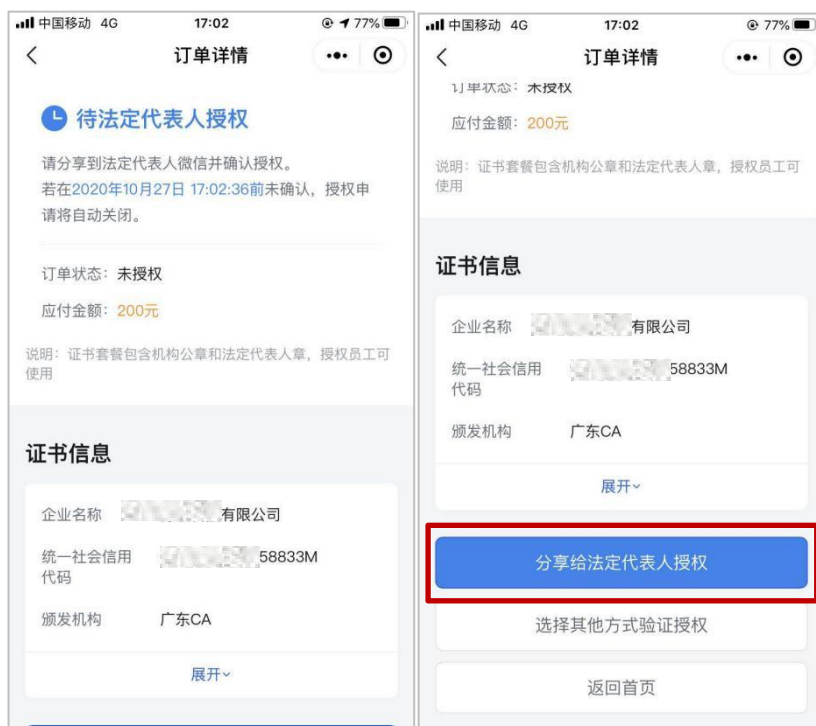 中国移动 4G 17:02 77%
订单详情
待法定代表人授权
请分享到法定代表人微信并确认授权。
若在2020年10月27日 17:02:36前未确认，授权申
请将自动关闭。
订单状态：未授权
应付金额：200元
说明：证书套餐包含机构公章和法定代表人章，授权员工可
使用
证书信息
企业名称 有限公司
统一社会信用 58833M
代码
颁发机构 广东CA
展开
中国移动 4G 17:02 77%
订单详情
订单状态：未授权
应付金额：200元
说明：证书套餐包含机构公章和法定代表人章，授权员工可
使用
证书信息
企业名称 有限公司
统一社会信用 58833M
代码
颁发机构 广东CA
展开
分享给法定代表人授权
选择其他方式验证授权
返回首页